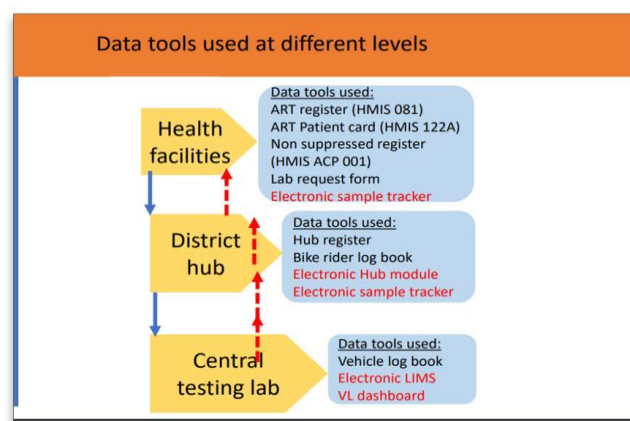 Data tools used at different levels
Health
facilities
Data tools used:
ART register (HMIS 081)
ART Patient card (HMIS 122A)
Non suppressed register
(HMIS ACP 001)
Lab request form
Electronic sample tracker
District
hub
Data tools used:
Hub register
Bike rider log book
Electronic Hub module
Electronic sample tracker
Central
testing lab
Data tools used:
Vehicle log book
Electronic LIMS
VL dashboard